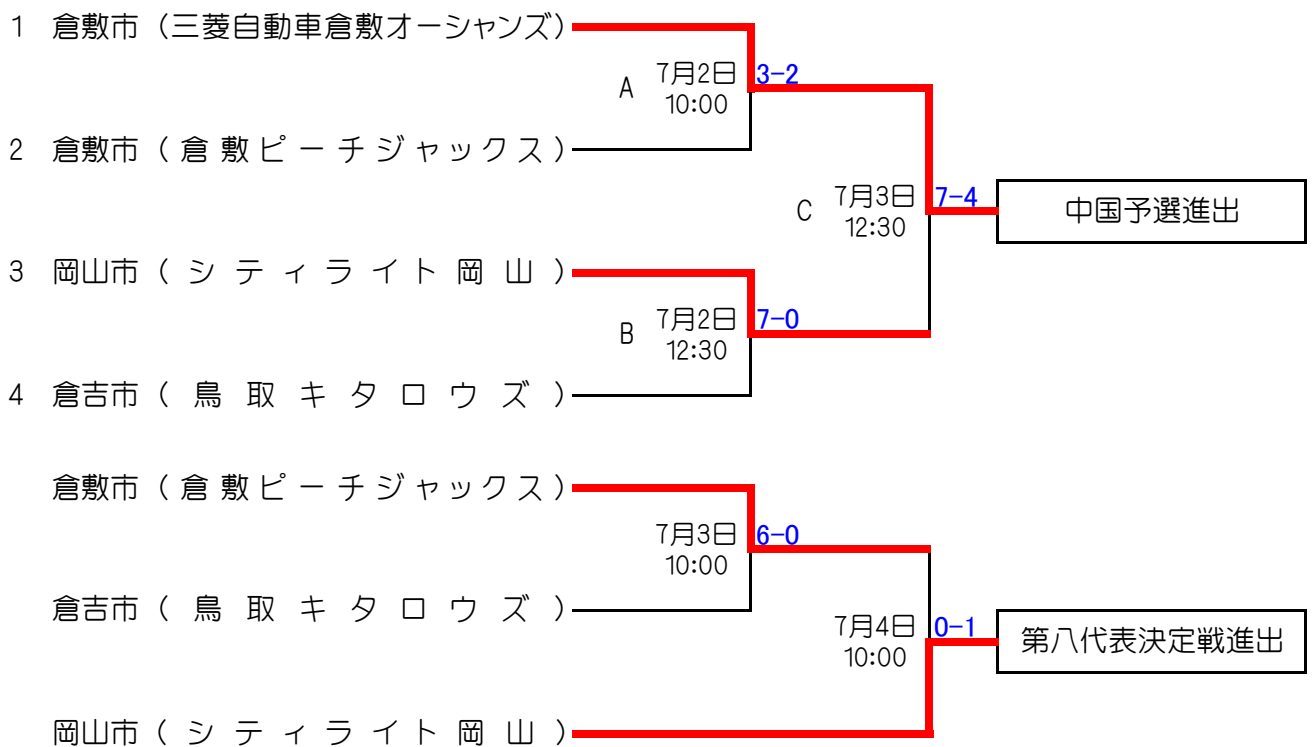 1 倉敷市（三菱自動車倉敷オーシャンズ）
A 7月2日 3-2
10:00
2 倉敷市（倉敷ピーチジャックス）
C 7月3日 7-4 中国予選進出
12:30
3 岡山市（シティライト岡山）
B 7月2日 7-0
12:30
4 倉吉市（鳥取キタロウズ）
倉敷市（倉敷ピーチジャックス）
7月3日 6-0
10:00
倉吉市（鳥取キタロウズ）
7月4日 0-1 第八代表決定戦進出
10:00
岡山市（シティライト岡山）